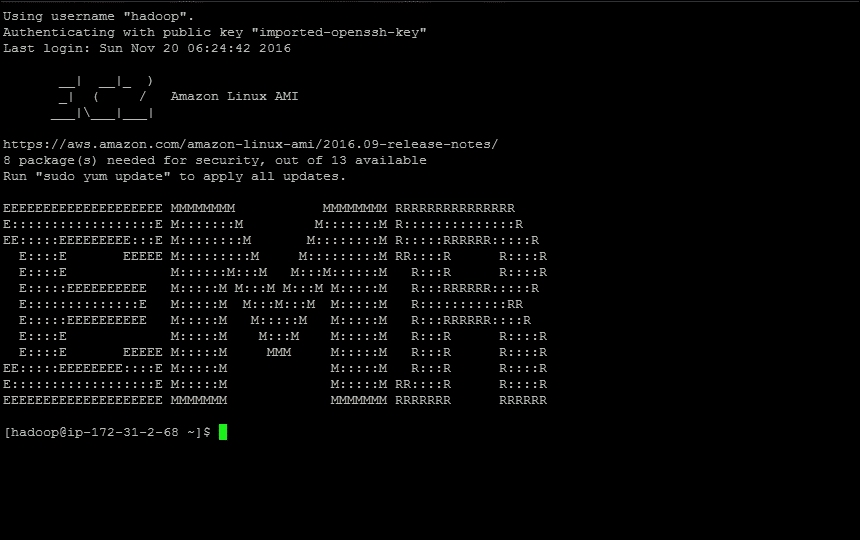 Using username "hadoop".
Authenticating with public key "imported-openssh-key"
Last login: Sun Nov 20 06:24:42 2016

       __|  __|_  )
       _|  (     /   Amazon Linux AMI
      ___|\___|___|

https://aws.amazon.com/amazon-linux-ami/2016.09-release-notes/
8 package(s) needed for security, out of 13 available
Run "sudo yum update" to apply all updates.

EEEEEEEEEEEEEEEEEEEE MMMMMMMM           MMMMMMMM RRRRRRRRRRRRRRR
E::::::::::::::::::E M:::::::M         M:::::::M R::::::::::::::R
EE:::::EEEEEEEEE:::E M::::::::M       M::::::::M R:::::RRRRRR:::::R
  E::::E       EEEEE M:::::::::M     M:::::::::M RR::::R      R::::R
  E::::E             M::::::M:::M   M:::M::::::M   R:::R      R::::R
  E:::::EEEEEEEEEE   M:::::M M:::M M:::M M:::::M   R:::RRRRRR:::::R
  E::::::::::::::E   M:::::M  M:::M:::M  M:::::M   R:::::::::::RR
  E:::::EEEEEEEEEE   M:::::M   M:::::M   M:::::M   R:::RRRRRR::::R
  E::::E             M:::::M    M:::M    M:::::M   R:::R      R::::R
  E::::E       EEEEE M:::::M     MMM     M:::::M   R:::R      R::::R
EE:::::EEEEEEEE::::E M:::::M             M:::::M   R:::R      R::::R
E::::::::::::::::::E M:::::M             M:::::M RR::::R      R::::R
EEEEEEEEEEEEEEEEEEEE MMMMMMM             MMMMMMM RRRRRRR      RRRRRR

[hadoop@ip-172-31-2-68 ~]$